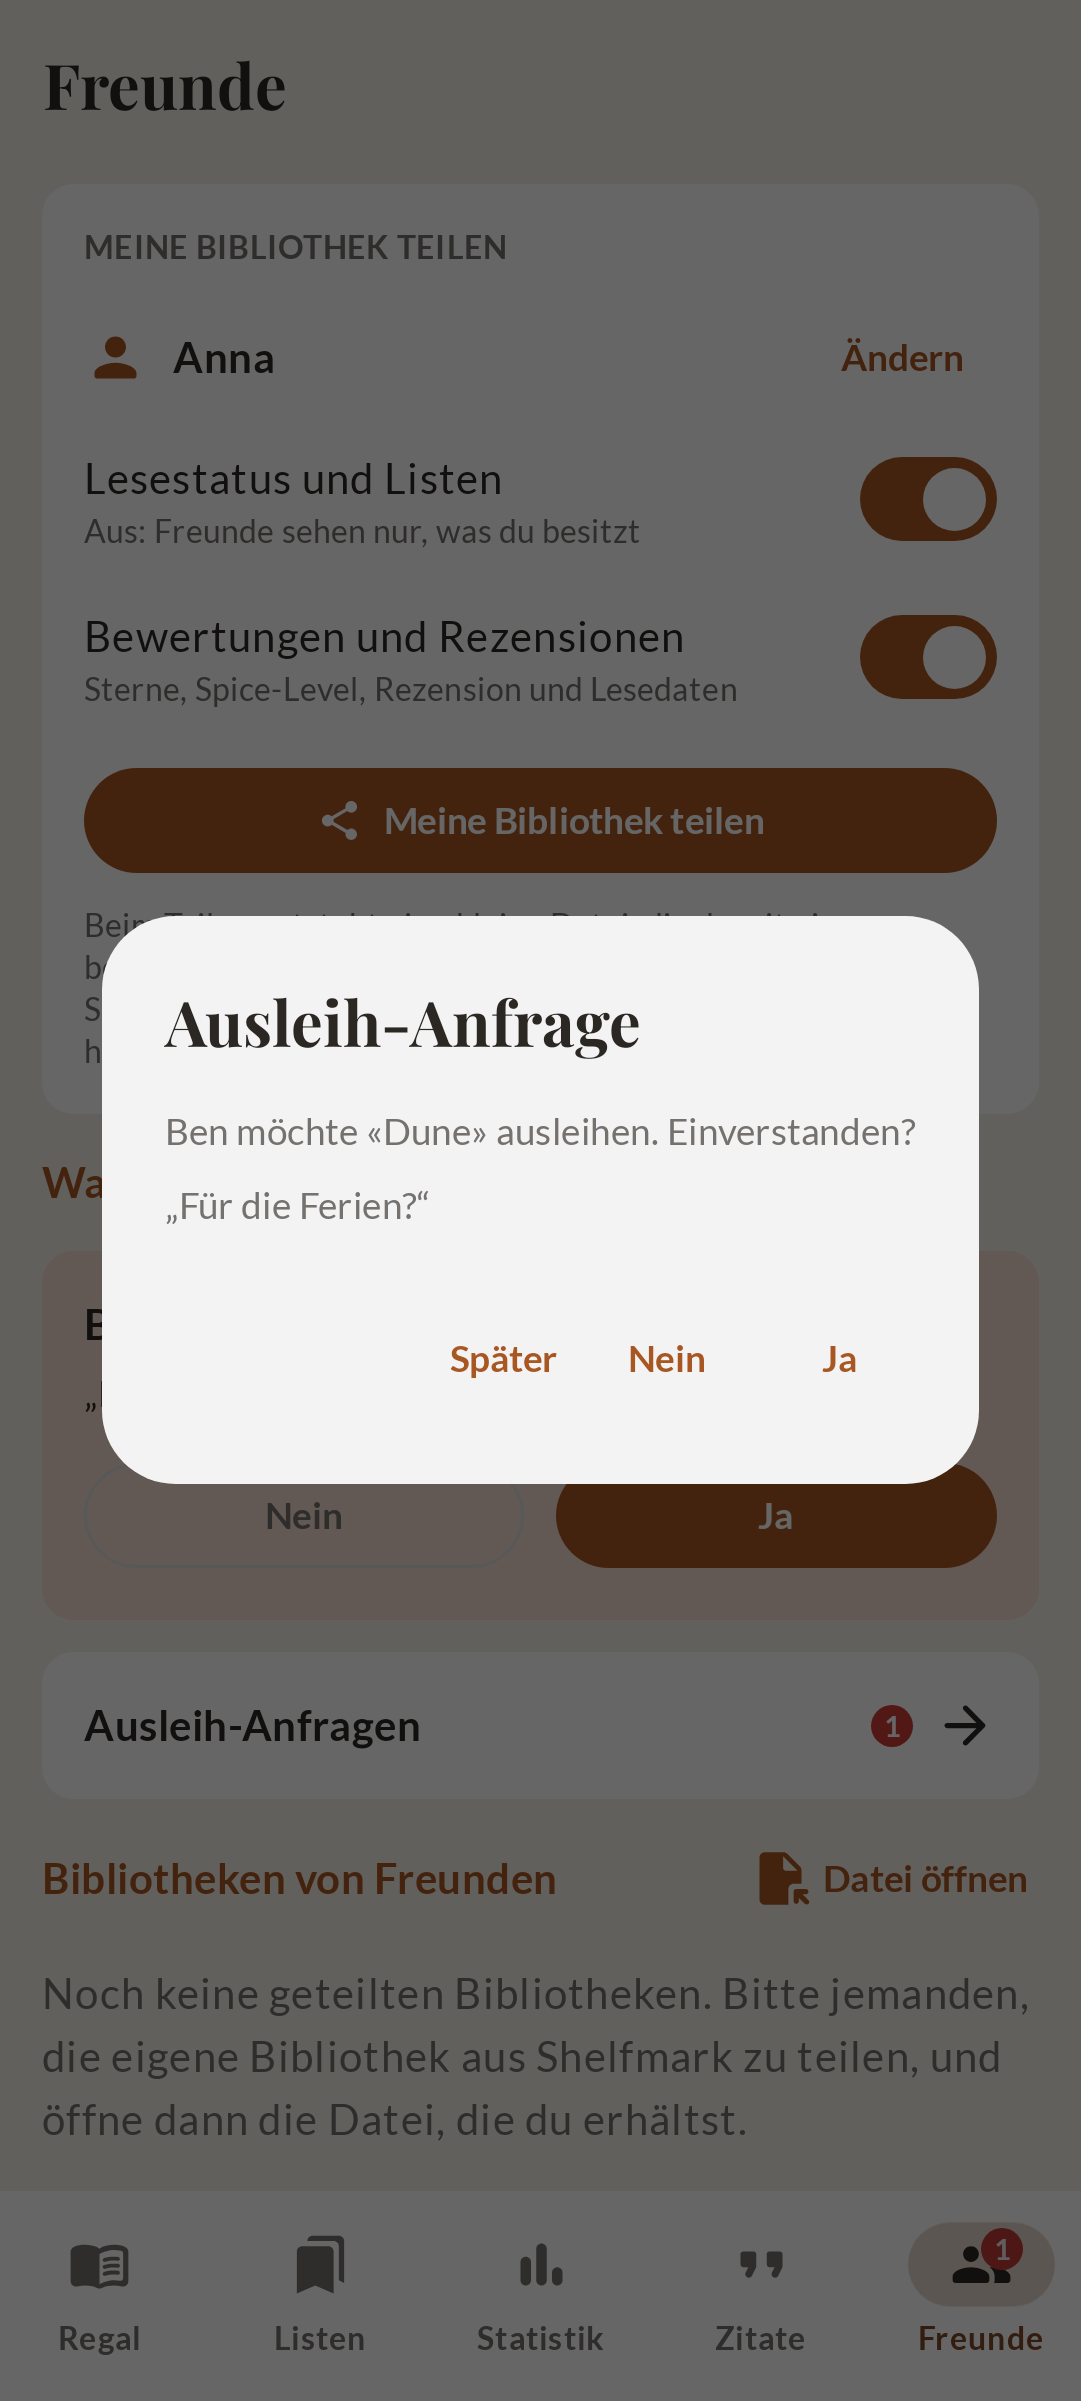 Freunde
MEINE BIBLIOTHEK TEILEN
Anna
Ändern
Lesestatus und Listen
Aus: Freunde sehen nur, was du besitzt
Bewertungen und Rezensionen
Sterne, Spice-Level, Rezension und Lesedaten
Meine Bibliothek teilen
Ausleih-Anfrage
Ben möchte «Dune» ausleihen. Einverstanden?
„Für die Ferien?“
Später Nein Ja
Nein Ja
Ausleih-Anfragen 1
Bibliotheken von Freunden
Datei öffnen
Noch keine geteilten Bibliotheken. Bitte jemanden,
die eigene Bibliothek aus Shelfmark zu teilen, und
öffne dann die Datei, die du erhältst.
1
Regal Listen Statistik Zitate Freunde